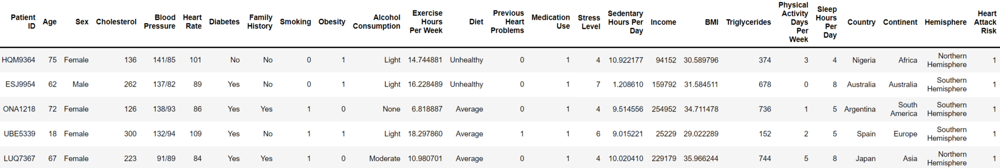 Patient ID Age Sex Cholesterol Blood Pressure Heart Rate Diabetes Family History Smoking Obesity Alcohol Consumption Exercise Hours Per Week Diet Previous Heart Problems Medication Use Stress Level Sedentary Hours Per Day Income BMI Triglycerides Physical Activity Days Per Week Sleep Hours Per Day Country Continent Hemisphere Heart Attack Risk
HQM9364 75 Female 136 141/85 101 No No 0 1 Light 14.744881 Unhealthy 0 1 4 10.922177 94152 30.589796 374 3 4 Nigeria Africa Northern Hemisphere 1
ESJ9954 62 Male 262 137/82 89 Yes No 0 1 Light 16.228489 Unhealthy 0 1 7 1.208610 159792 31.584511 678 0 8 Australia Australia Southern Hemisphere 1
ONA1218 72 Female 126 138/93 86 Yes Yes 1 0 None 6.818887 Average 0 1 4 9.514556 254952 34.711478 736 1 5 Argentina South America Southern Hemisphere 1
UBE5339 18 Female 300 132/94 109 Yes No 1 1 Light 18.297860 Average 1 1 6 9.015221 25229 29.022289 152 2 5 Spain Europe Southern Hemisphere 1
LUQ7367 67 Female 223 91/89 84 Yes Yes 1 0 Moderate 10.980701 Average 0 1 4 10.020410 229179 35.966244 744 5 8 Japan Asia Northern Hemisphere 1